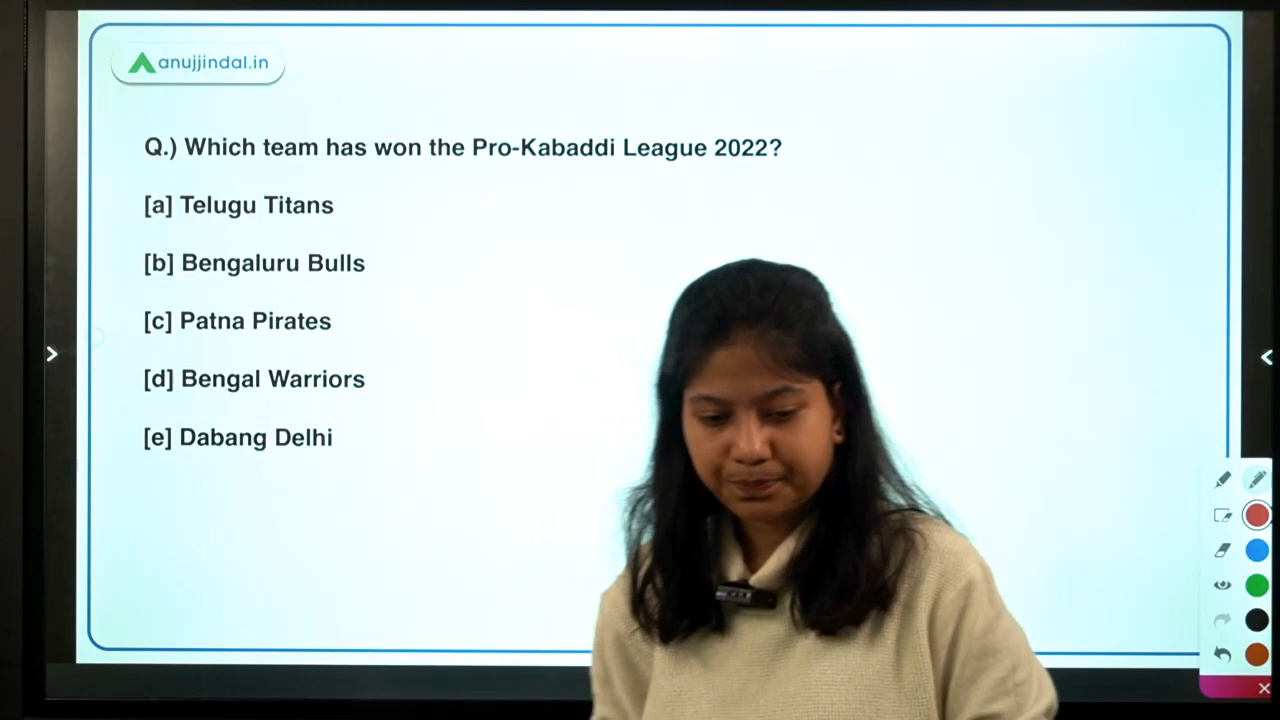 anujjindal.in
Q.) Which team has won the Pro-Kabaddi League 2022?
[a] Telugu Titans
[b] Bengaluru Bulls
[c] Patna Pirates
[d] Bengal Warriors
[e] Dabang Delhi